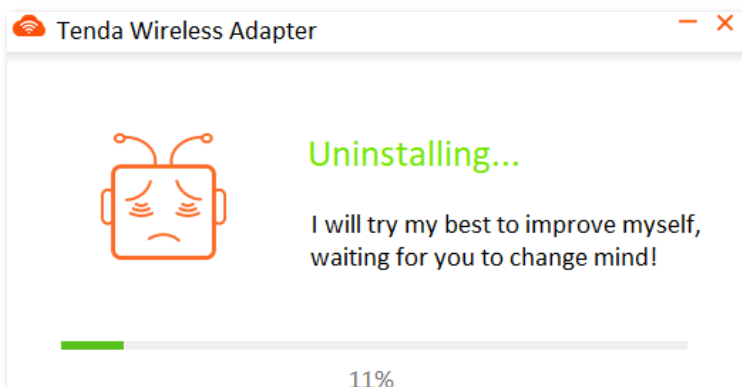 Tenda Wireless Adapter
Uninstalling...
I will try my best to improve myself,
waiting for you to change mind!
11%